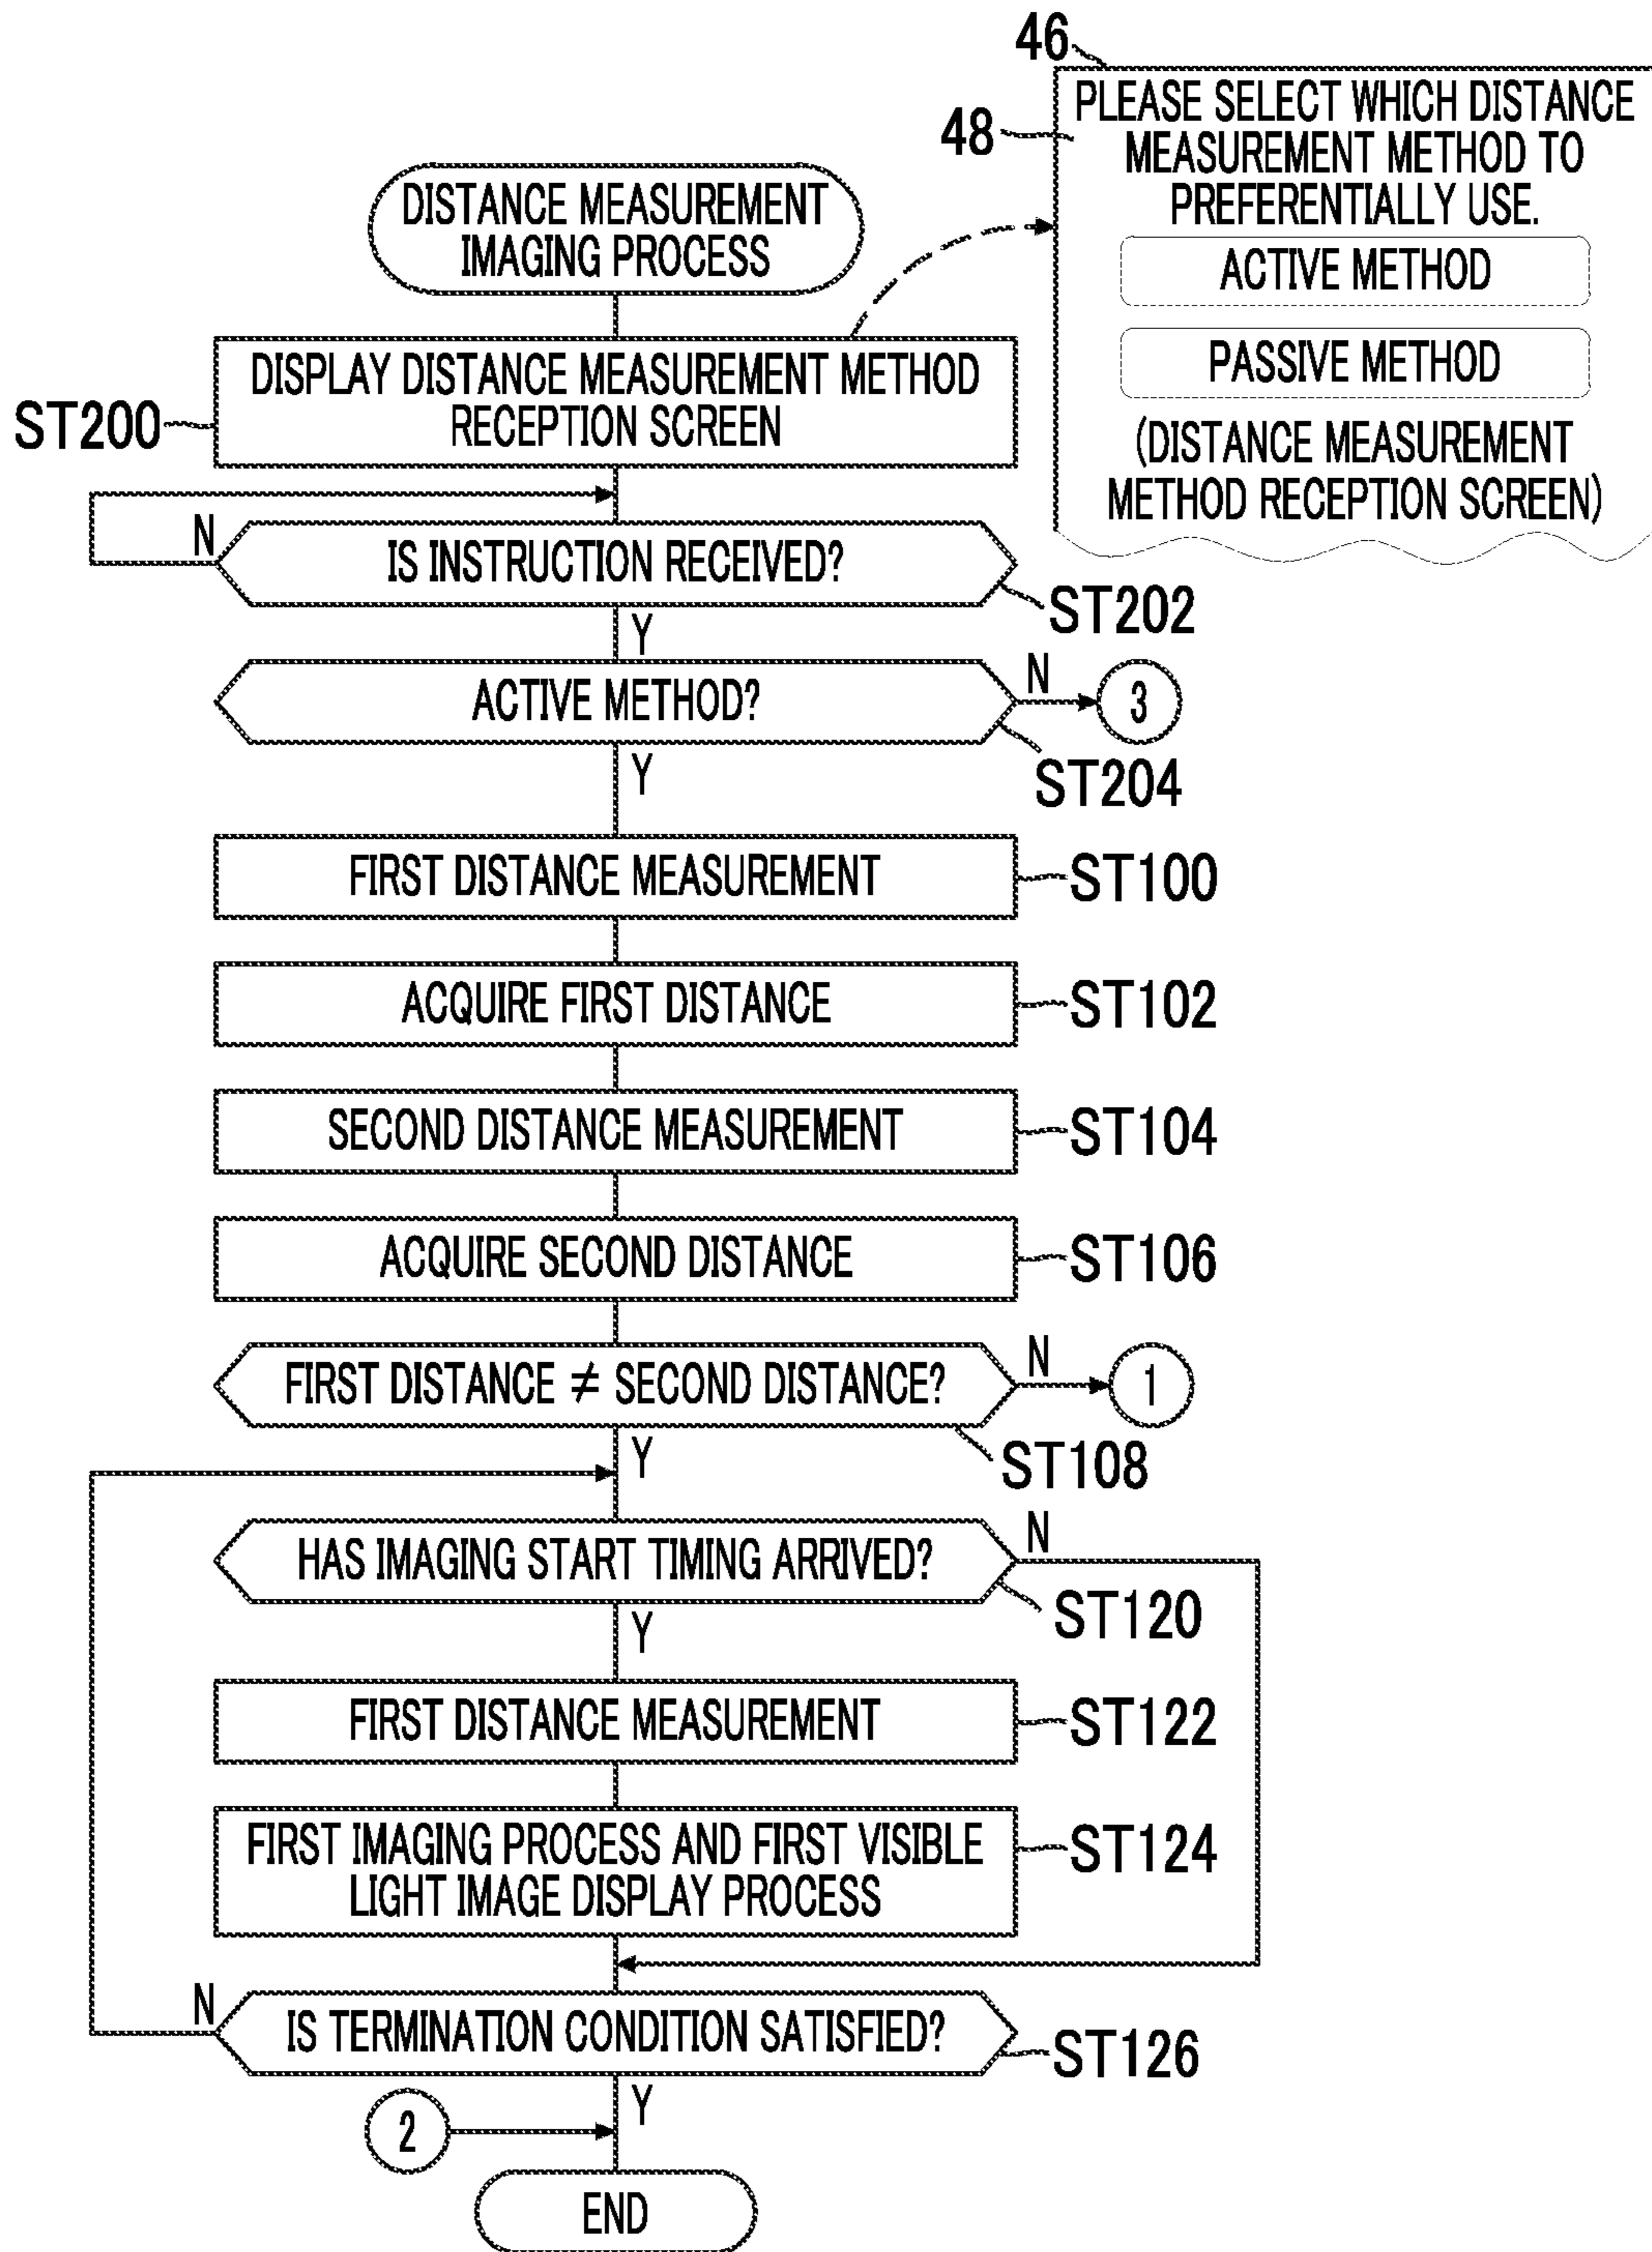 46
PLEASE SELECT WHICH DISTANCE
48
MEASUREMENT METHOD TO
PREFERENTIALLY USE.
ACTIVE METHOD
PASSIVE METHOD
(DISTANCE MEASUREMENT
METHOD RECEPTION SCREEN)
DISTANCE MEASUREMENT
IMAGING PROCESS
DISPLAY DISTANCE MEASUREMENT METHOD
RECEPTION SCREEN
ST200
N
IS INSTRUCTION RECEIVED?
ST202
Y
ACTIVE METHOD?
N
3
ST204
Y
FIRST DISTANCE MEASUREMENT
ST100
ACQUIRE FIRST DISTANCE
ST102
SECOND DISTANCE MEASUREMENT
ST104
ACQUIRE SECOND DISTANCE
ST106
FIRST DISTANCE ≠ SECOND DISTANCE?
N
1
ST108
Y
HAS IMAGING START TIMING ARRIVED?
N
ST120
Y
FIRST DISTANCE MEASUREMENT
ST122
FIRST IMAGING PROCESS AND FIRST VISIBLE
LIGHT IMAGE DISPLAY PROCESS
ST124
N
IS TERMINATION CONDITION SATISFIED?
ST126
Y
2
END